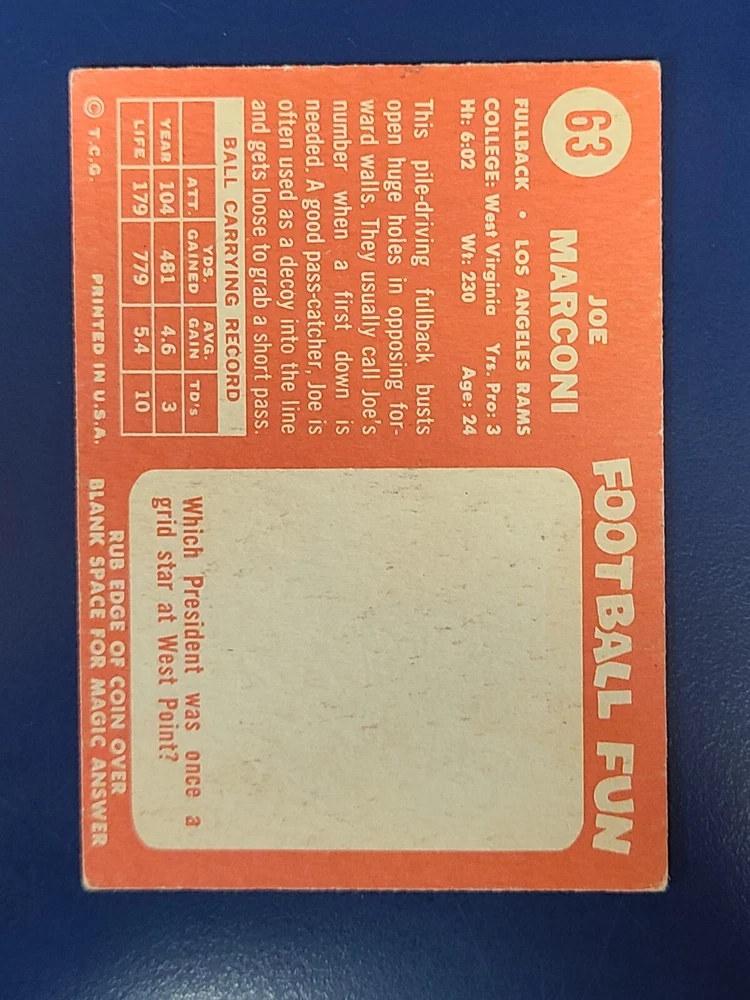 63
JOE
MARCONI
FULLBACK • LOS ANGELES RAMS
COLLEGE: West Virginia Yrs. Pro: 3
Ht: 6:02 Wt: 230 Age: 24
This pile-driving fullback busts
open huge holes in opposing for-
ward walls. They usually call Joe's
number when a first down is
needed. A good pass-catcher, Joe is
often used as a decoy into the line
and gets loose to grab a short pass.
BALL CARRYING RECORD
ATT. YDS. GAINED AVG. GAIN TD's
YEAR 104 481 4.6 3
LIFE 179 779 5.4 10
© T.C.G. PRINTED IN U.S.A.
FOOTBALL FUN
Which President was once a
grid star at West Point?
RUB EDGE OF COIN OVER
BLANK SPACE FOR MAGIC ANSWER